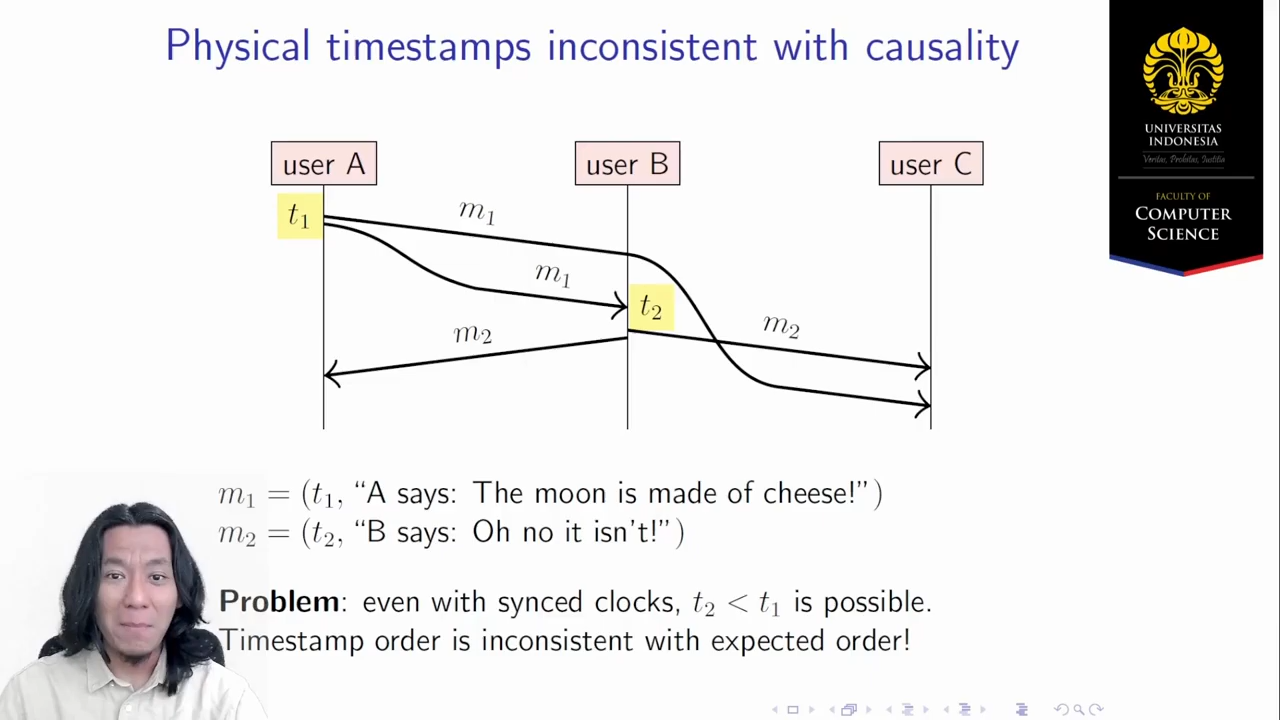 Physical timestamps inconsistent with causality
UNIVERSITAS
INDONESIA
Veritas, Probitas, Iustitia
FACULTY OF
COMPUTER
SCIENCE
user A
user B
user C
t₁
m₁
m₁
t₂
m₂
m₂
m₁ = (t₁, “A says: The moon is made of cheese!”)
m₂ = (t₂, “B says: Oh no it isn’t!”)
Problem: even with synced clocks, t₂ < t₁ is possible.
Timestamp order is inconsistent with expected order!